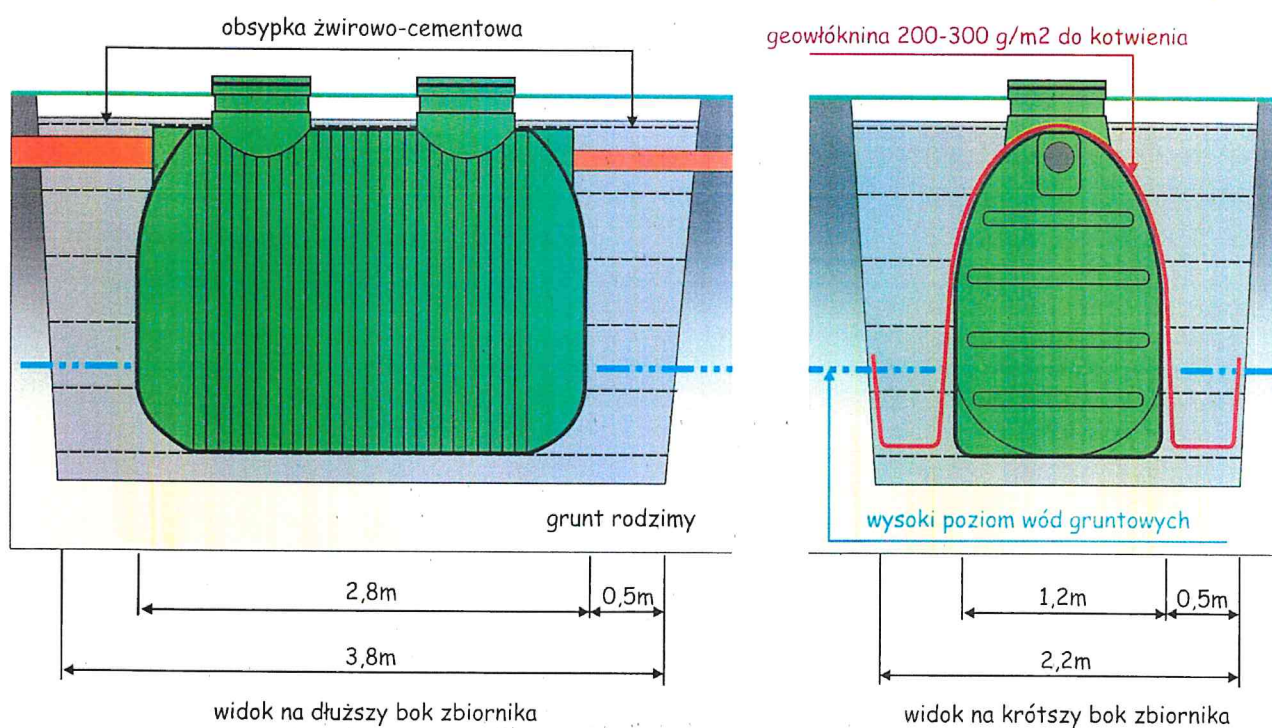 obsypka żwirowo-cementowa
geowłóknina 200-300 g/m2 do kotwienia
grunt rodzimy
wysoki poziom wód gruntowych
2,8m
0,5m
3,8m
1,2m
0,5m
2,2m
widok na dłuższy bok zbiornika
widok na krótszy bok zbiornika